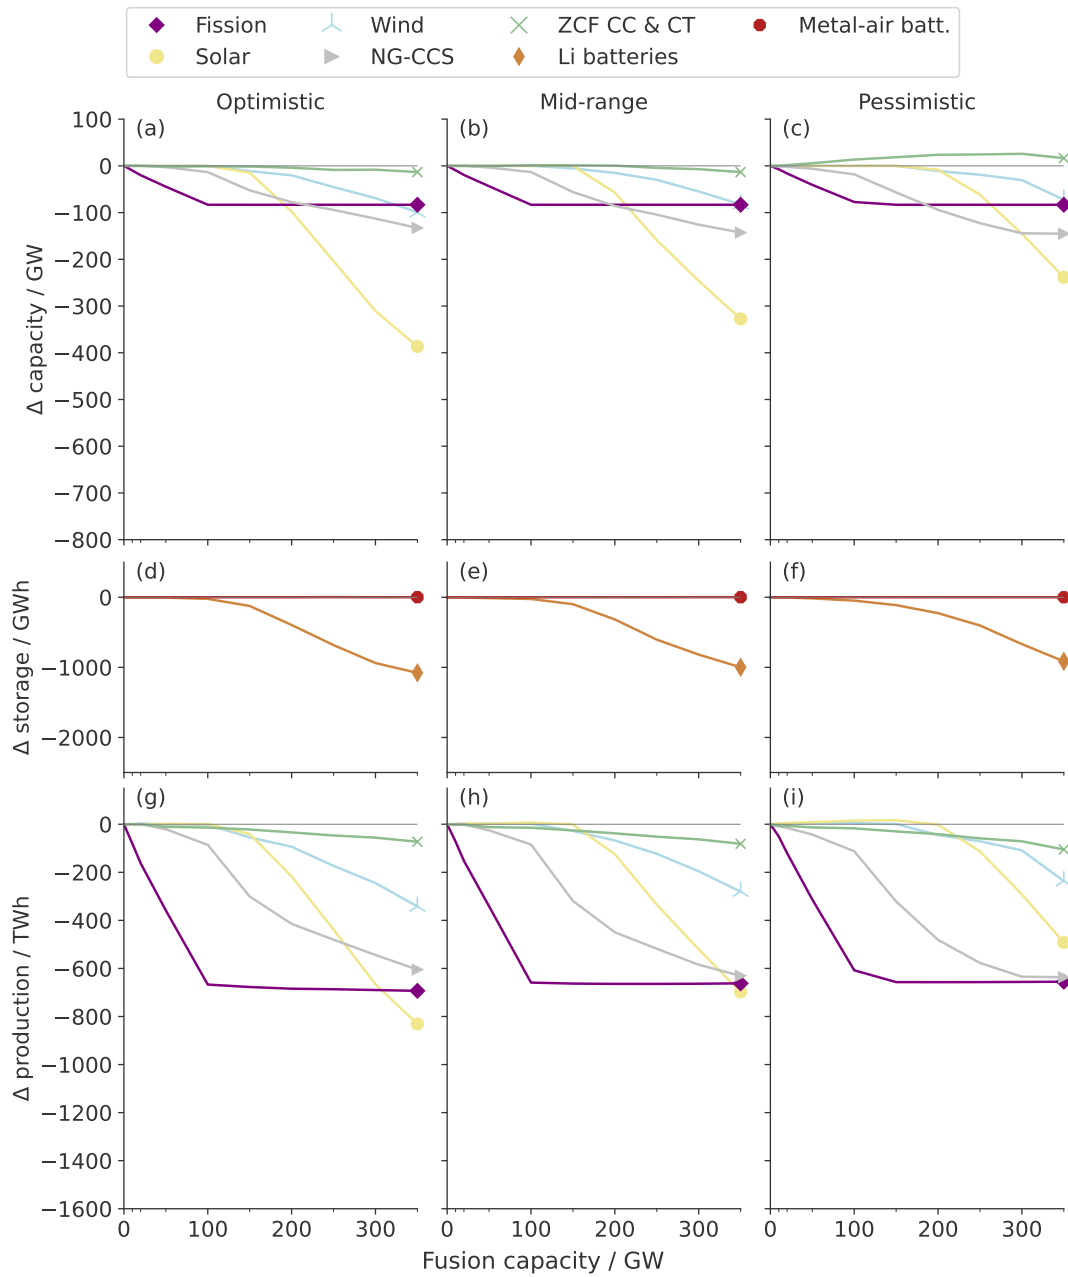 Fission Wind ZCF CC & CT Metal-air batt.
Solar NG-CCS Li batteries
Optimistic Mid-range Pessimistic
(a) (b) (c)
100
0
−100
−200
−300
−400
−500
−600
−700
−800
Δ capacity / GW
(d) (e) (f)
0
−1000
−2000
Δ storage / GWh
(g) (h) (i)
0
−200
−400
−600
−800
−1000
−1200
−1400
−1600
Δ production / TWh
0 100 200 300 0 100 200 300 0 100 200 300
Fusion capacity / GW